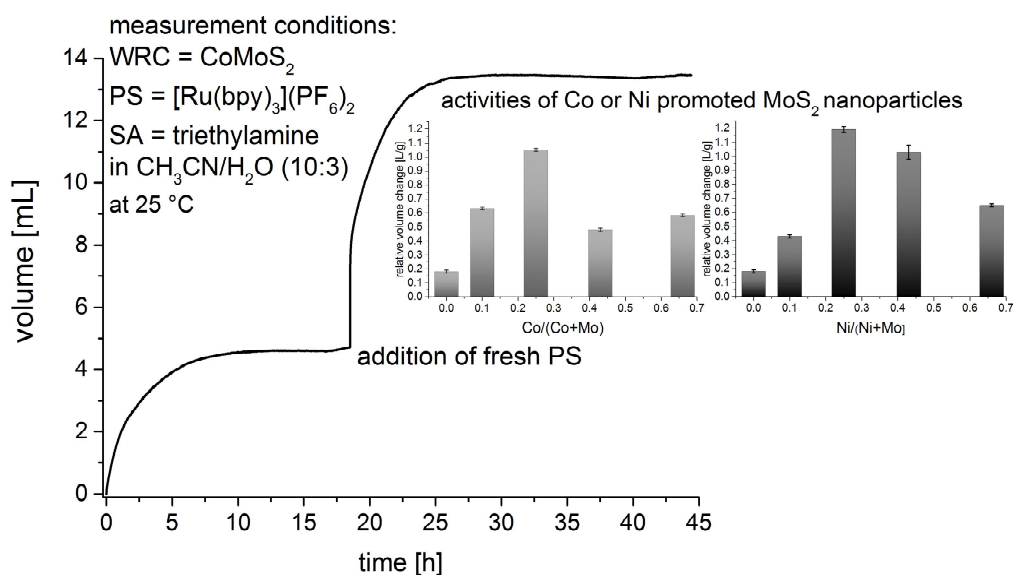 measurement conditions:
WRC = CoMoS₂
PS = [Ru(bpy)₃](PF₆)₂
SA = triethylamine
in CH₃CN/H₂O (10:3)
at 25 °C
volume [mL]
14
12
10
8
6
4
2
0
0 5 10 15 20 25 30 35 40 45
time [h]
addition of fresh PS
activities of Co or Ni promoted MoS₂ nanoparticles
relative volume change [L/g]
1.2
1.1
1.0
0.9
0.8
0.7
0.6
0.5
0.4
0.3
0.2
0.1
0.0
0.0 0.1 0.2 0.3 0.4 0.5 0.6 0.7
Co/(Co+Mo)
relative volume change [L/g]
1.2
1.1
1.0
0.9
0.8
0.7
0.6
0.5
0.4
0.3
0.2
0.1
0.0
0.0 0.1 0.2 0.3 0.4 0.5 0.6 0.7
Ni/(Ni+Mo]